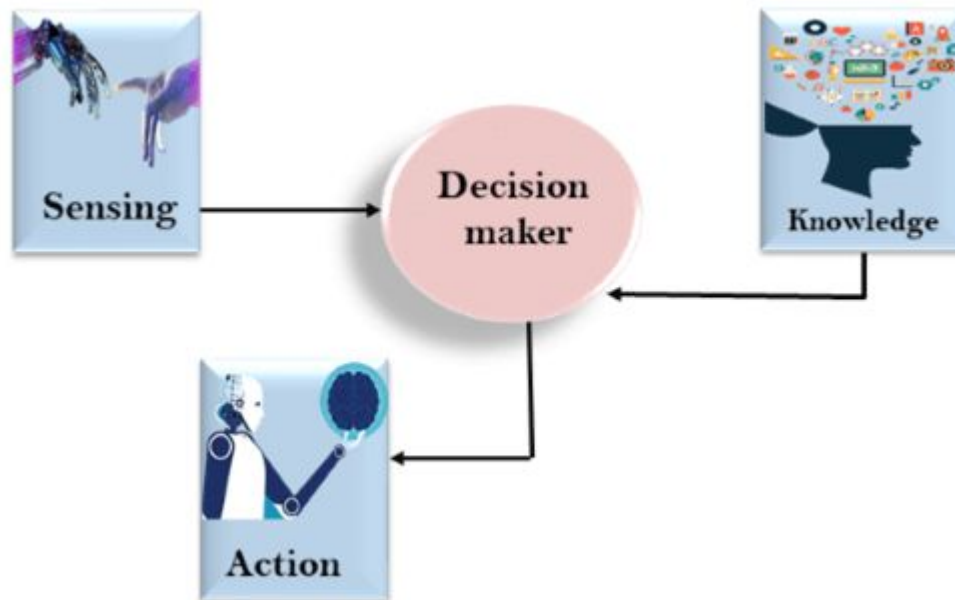 Sensing
Decision
maker
Knowledge
Action